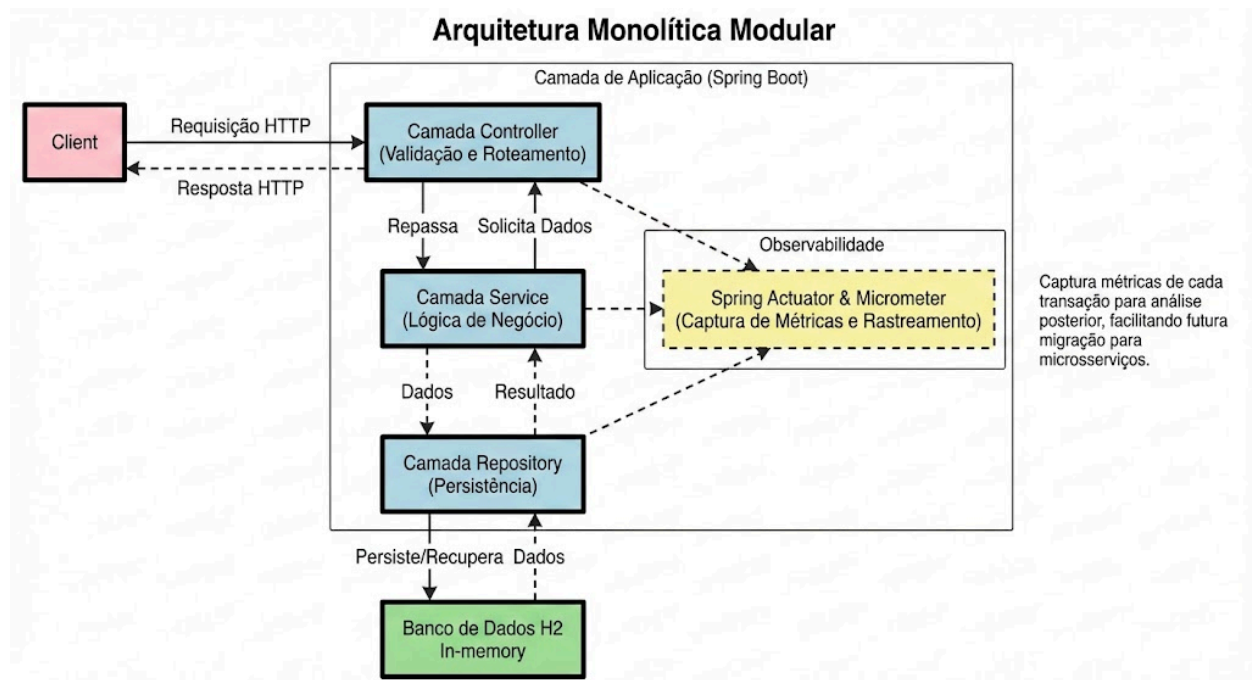 Arquitetura Monolítica Modular
Camada de Aplicação (Spring Boot)
Client
Requisição HTTP
Resposta HTTP
Camada Controller
(Validação e Roteamento)
Repassa
Solicita Dados
Observabilidade
Camada Service
(Lógica de Negócio)
Spring Actuator & Micrometer
(Captura de Métricas e Rastreamento)
Captura métricas de cada
transação para análise
posterior, facilitando futura
migração para
microsserviços.
Dados
Resultado
Camada Repository
(Persistência)
Persiste/Recupera
Dados
Banco de Dados H2
In-memory